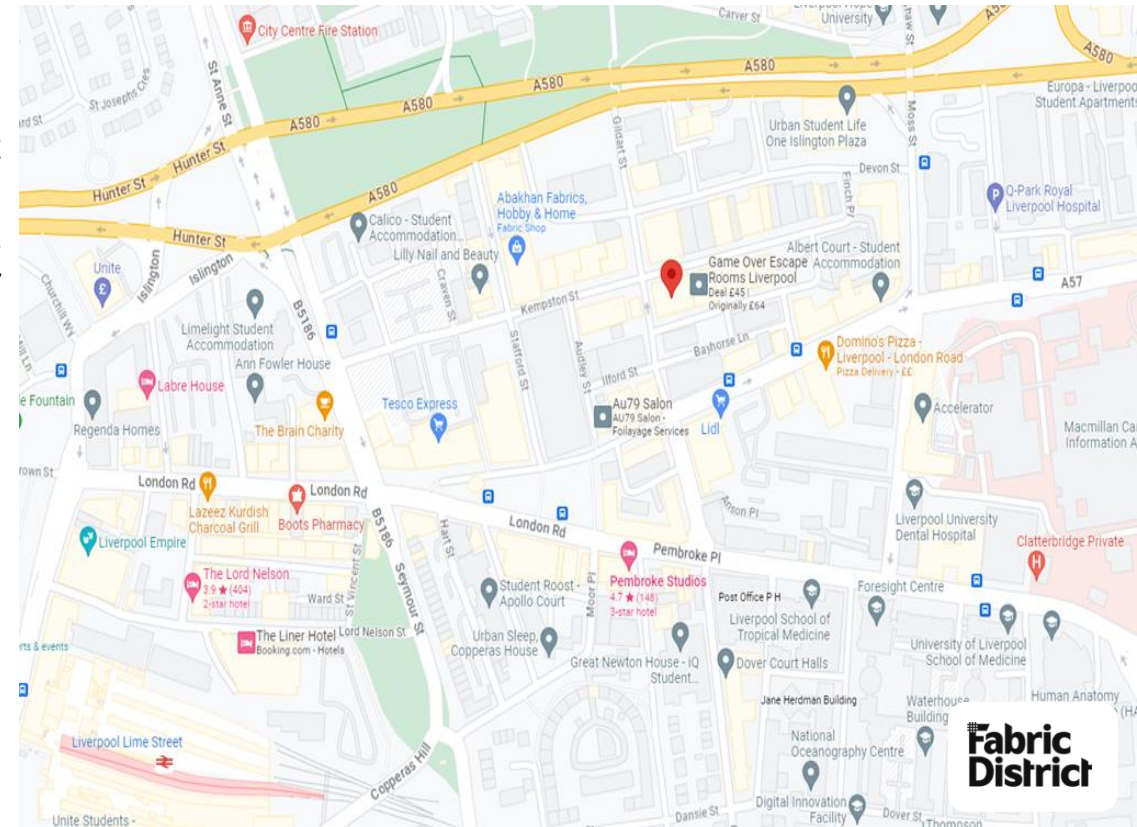 City Centre Fire Station
Carver St
University
A580
A580
A580
A580
A580
A580
St Anne St
St Josephs Cres
Hunter St
Hunter St
Hunter St
Gildart St
Moss St
Europa - Liverpool
Student Apartments
Urban Student Life
One Islington Plaza
Devon St
Finch Pl
Q-Park Royal
Liverpool Hospital
Calico - Student
Accommodation...
Abakhan Fabrics,
Hobby & Home
Fabric Shop
Lilly Nail and Beauty
Albert Court - Student
Accommodation
Game Over Escape
Rooms Liverpool
Deal £45 |
Originally £64
A57
Unite
Islington
Islington
Churchill Wy
B5186
Craven St
Kempston St
Stafford St
Audley St
Bayhorse Ln
Ilford St
Limelight Student
Accommodation
Ann Fowler House
Labre House
Domino's Pizza -
Liverpool - London Road
Pizza Delivery · ££
Fountain
Regenda Homes
The Brain Charity
Tesco Express
Au79 Salon
AU79 Salon -
Foilayage Services
Lidl
Accelerator
Macmillan
Information
London Rd
London Rd
London Rd
Lazeez Kurdish
Charcoal Grill
Boots Pharmacy
B5186
Anson Pl
Liverpool University
Dental Hospital
Liverpool Empire
Pembroke Pl
Clatterbridge Private
The Lord Nelson
3.9 ★ (404)
2-star hotel
St Vincent St
Ward St
Seymour St
Hart St
Student Roost -
Apollo Court
Moor Pl
Pembroke Studios
4.7 ★ (148)
3-star hotel
Post Office P H
Foresight Centre
Liverpool School of
Tropical Medicine
The Liner Hotel
Booking.com - Hotels
Lord Nelson St
Urban Sleep,
Copperas House
Great Newton House - iQ
Student...
Dover Court Halls
University of Liverpool
School of Medicine
& events
Jane Herdman Building
Waterhouse
Building
Human Anatomy
Liverpool Lime Street
Copperas Hill
National
Oceanography Centre
Fabric
District
Digital Innovation
Facility
Dansie St
Dover St
Thompson
Unite Students -